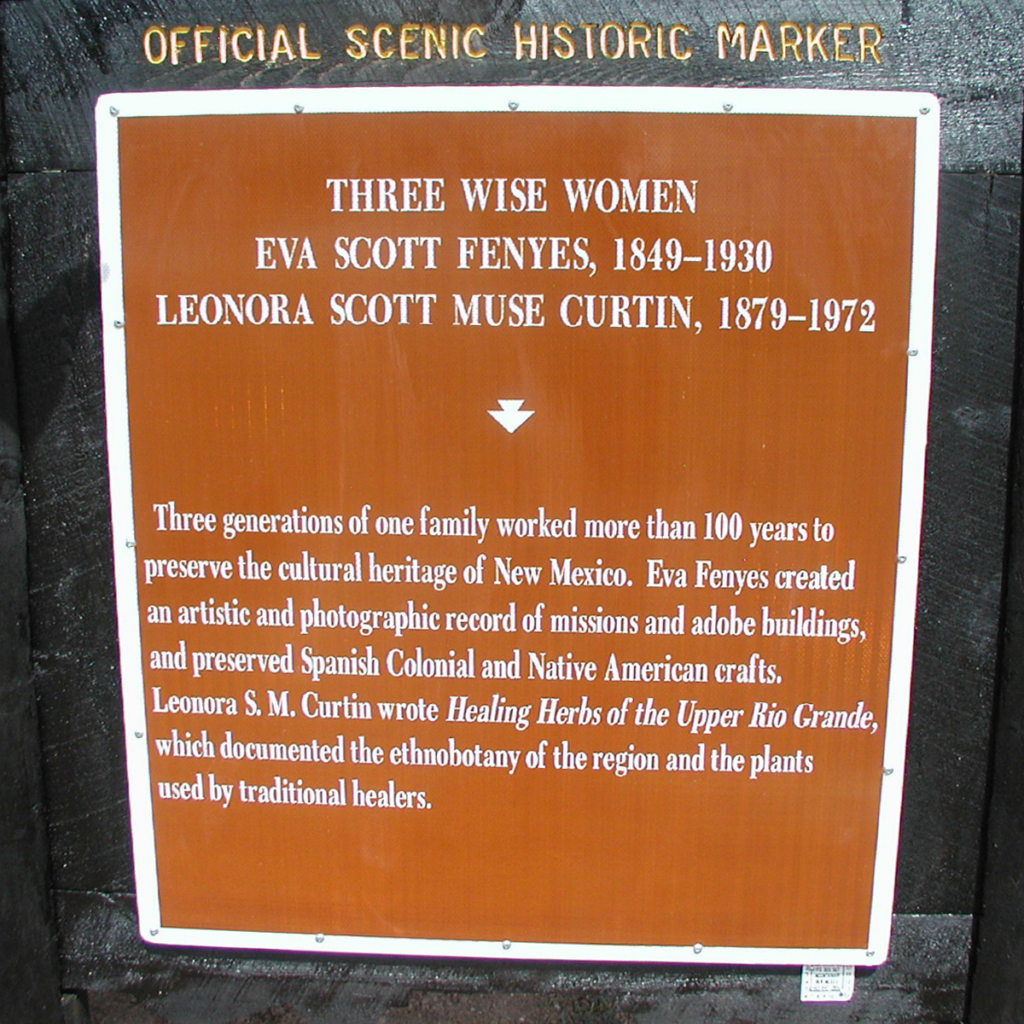 OFFICIAL SCENIC HISTORIC MARKER
THREE WISE WOMEN
EVA SCOTT FENYES, 1849–1930
LEONORA SCOTT MUSE CURTIN, 1879–1972
Three generations of one family worked more than 100 years to
preserve the cultural heritage of New Mexico. Eva Fenyes created
an artistic and photographic record of missions and adobe buildings,
and preserved Spanish Colonial and Native American crafts.
Leonora S. M. Curtin wrote Healing Herbs of the Upper Rio Grande,
which documented the ethnobotany of the region and the plants
used by traditional healers.